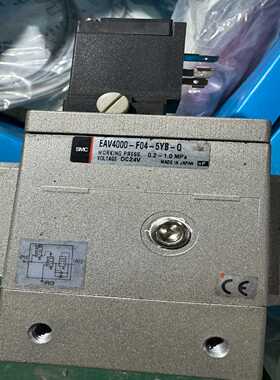 SMC
EAV4000-F04-5YB-Q
WORKING PRESS. 0.2~1.0 MPa
VOLTAGE DC24V
MADE IN JAPAN
CE